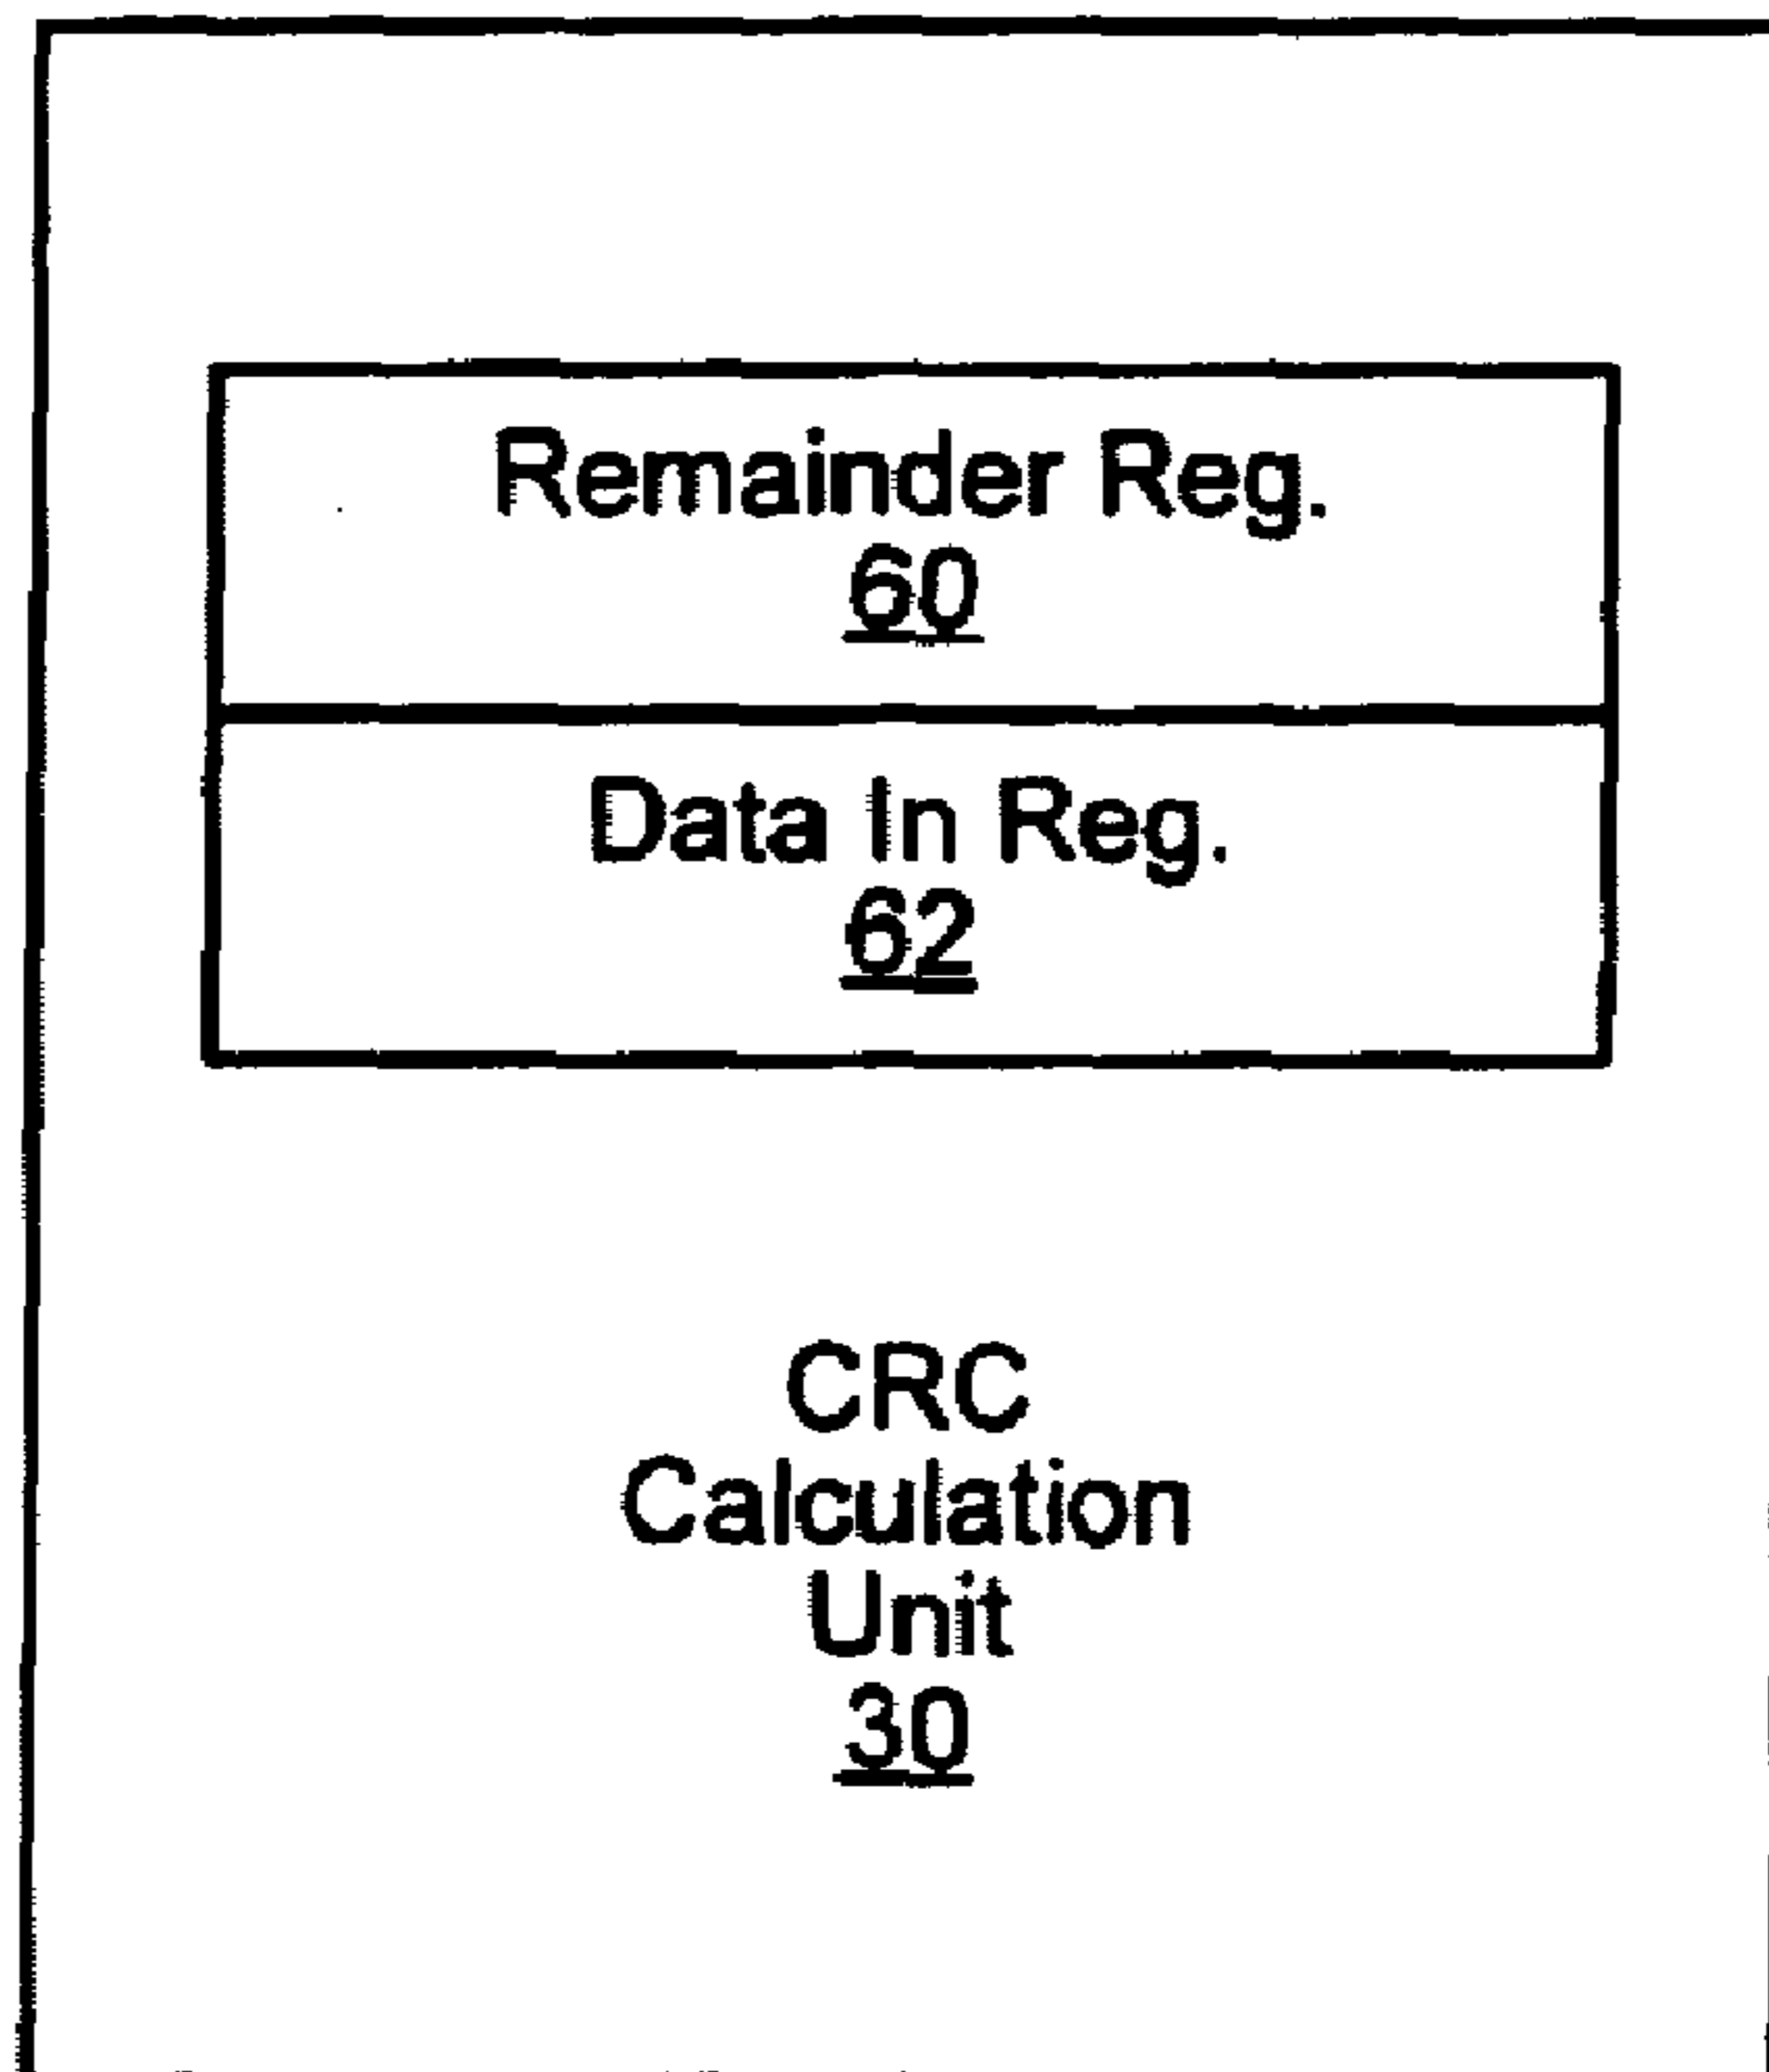 Remainder Reg.
60
Data In Reg.
62
CRC
Calculation
Unit
30